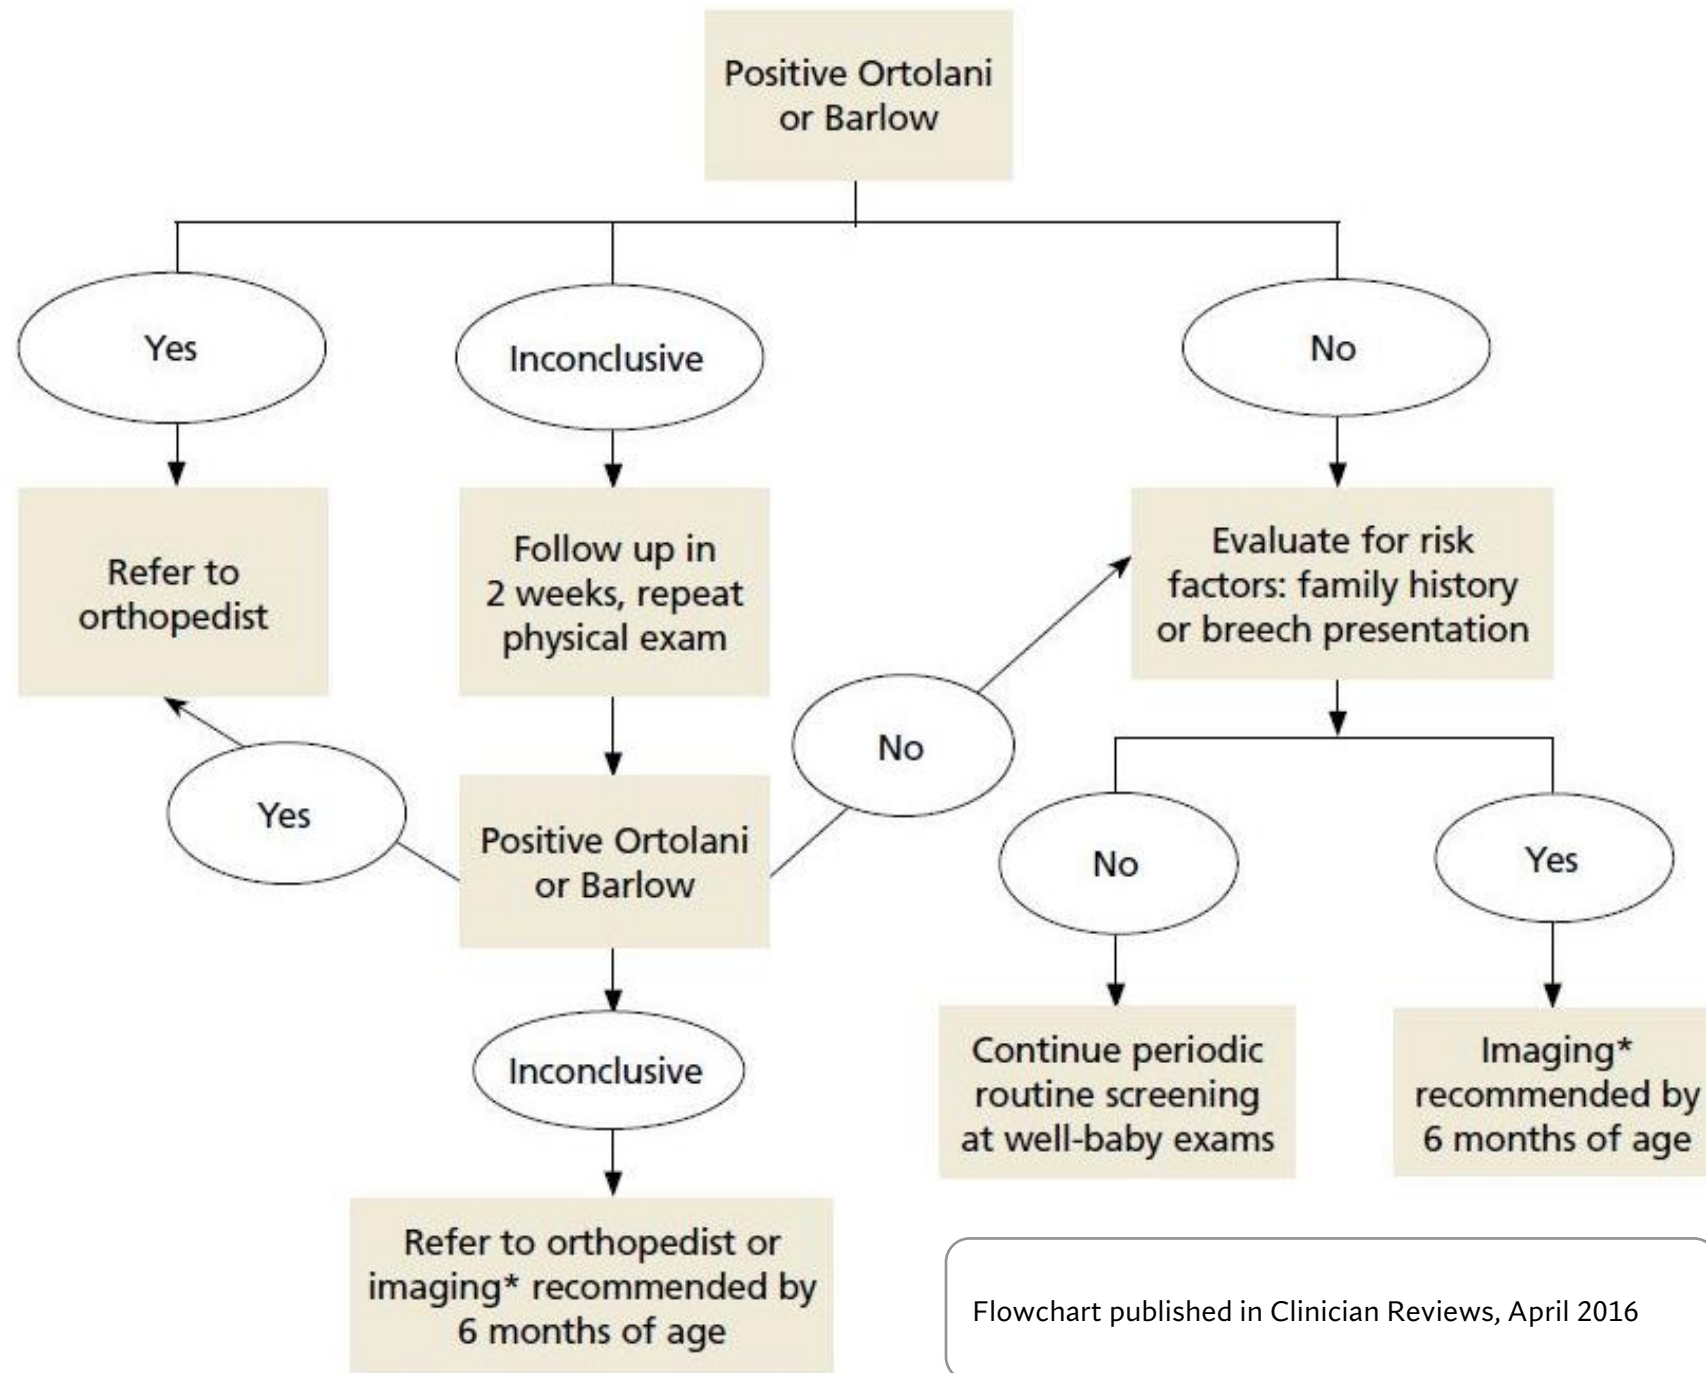 Positive Ortolani
or Barlow
Yes
Inconclusive
No
Refer to
orthopedist
Follow up in
2 weeks, repeat
physical exam
Evaluate for risk
factors: family history
or breech presentation
Yes
Positive Ortolani
or Barlow
No
No
Yes
Inconclusive
Continue periodic
routine screening
at well-baby exams
Imaging*
recommended by
6 months of age
Refer to orthopedist or
imaging* recommended by
6 months of age
Flowchart published in Clinician Reviews, April 2016